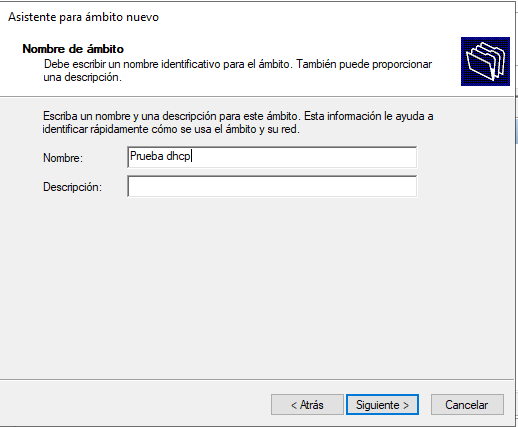 Asistente para ámbito nuevo
Nombre de ámbito
Debe escribir un nombre identificativo para el ámbito. También puede proporcionar
una descripción.
Escriba un nombre y una descripción para este ámbito. Esta información le ayuda a
identificar rápidamente cómo se usa el ámbito y su red.
Nombre: Prueba dhcp
Descripción:
< Atrás Siguiente > Cancelar